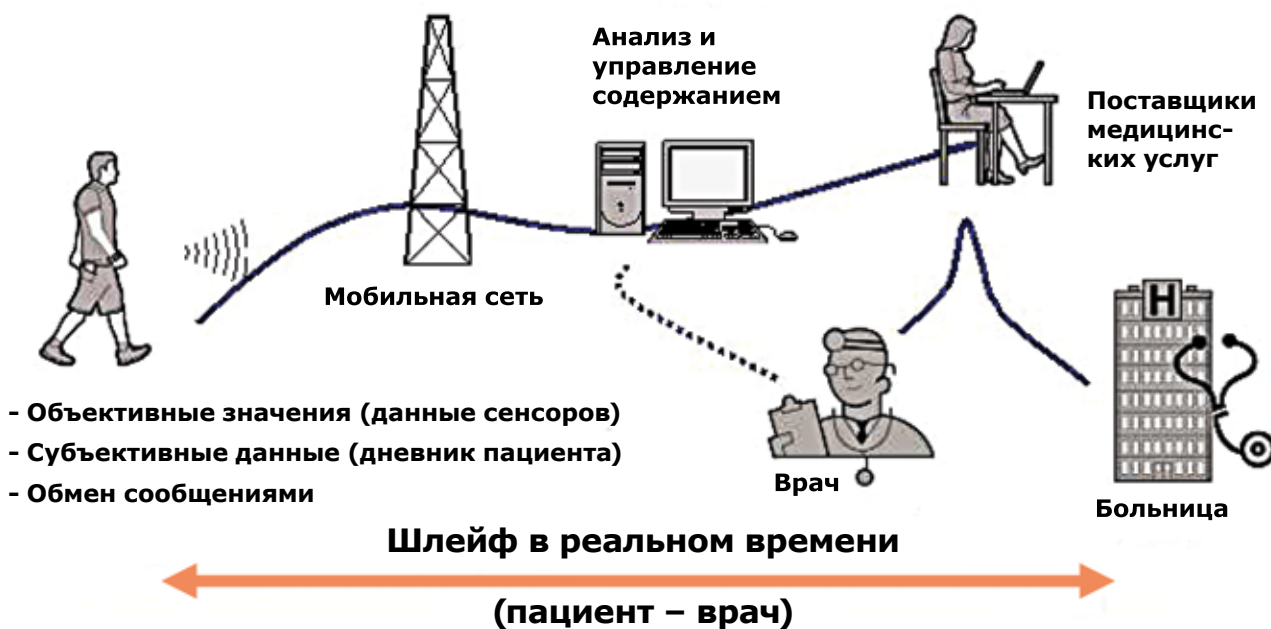 Анализ и
управление
содержанием
Поставщики
медицинс-
ких услуг
Мобильная сеть
H
- Объективные значения (данные сенсоров)
- Субъективные данные (дневник пациента)
- Обмен сообщениями
Врач
Больница
Шлейф в реальном времени
(пациент – врач)